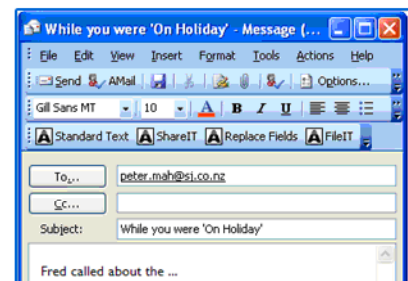 While you were 'On Holiday' - Message (...
File Edit View Insert Format Tools Actions Help
Send AMail Options...
Gill Sans MT 10 A B I U
A Standard Text A ShareIT A Replace Fields A FileIT
To... peter.mah@sj.co.nz
Cc...
Subject: While you were 'On Holiday'
Fred called about the ...